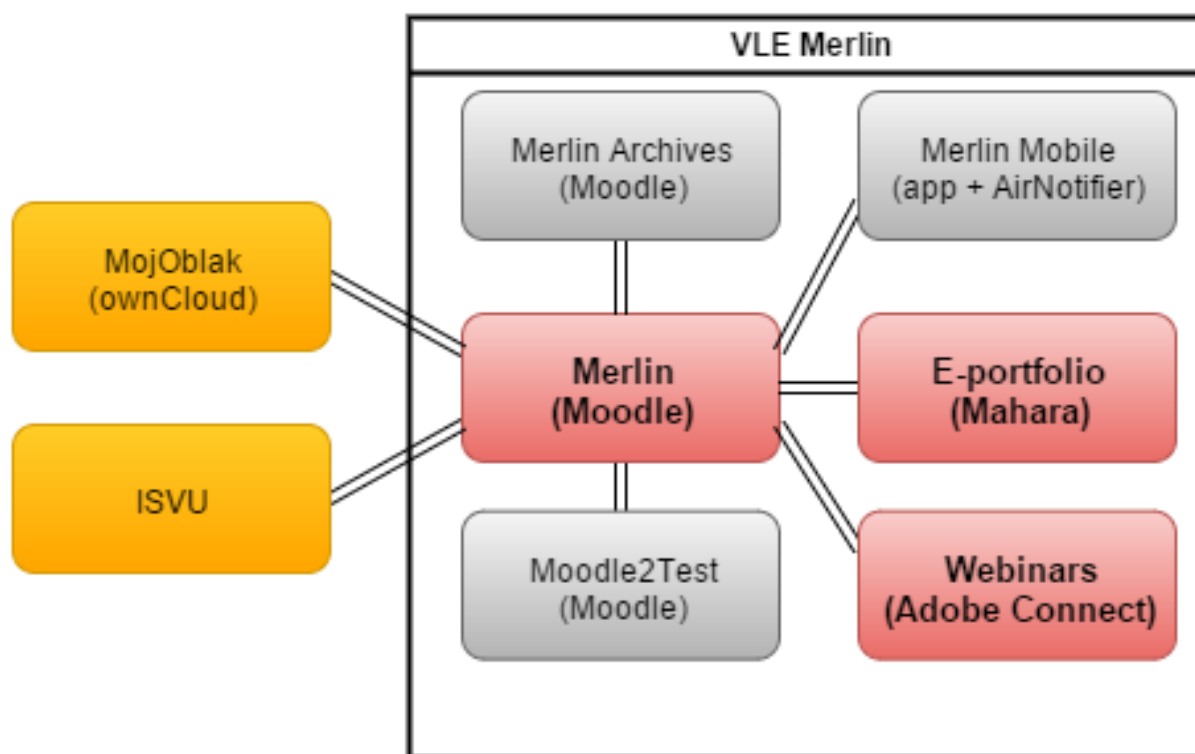 VLE Merlin
Merlin Archives
(Moodle)
Merlin Mobile
(app + AirNotifier)
MojOblak
(ownCloud)
Merlin
(Moodle)
E-portfolio
(Mahara)
ISVU
Moodle2Test
(Moodle)
Webinars
(Adobe Connect)